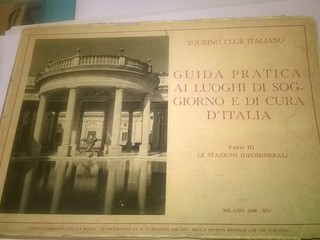 TOURING CLUB ITALIANO
GUIDA PRATICA
AI LUOGHI DI SOG-
GIORNO E DI CURA
D'ITALIA
PARTE III
LE STAZIONI IDROMINERALI
MILANO 1936 - XIV